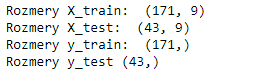 Rozmery X_train:  (171, 9)
Rozmery X_test:  (43, 9)
Rozmery y_train:  (171,)
Rozmery y_test (43,)